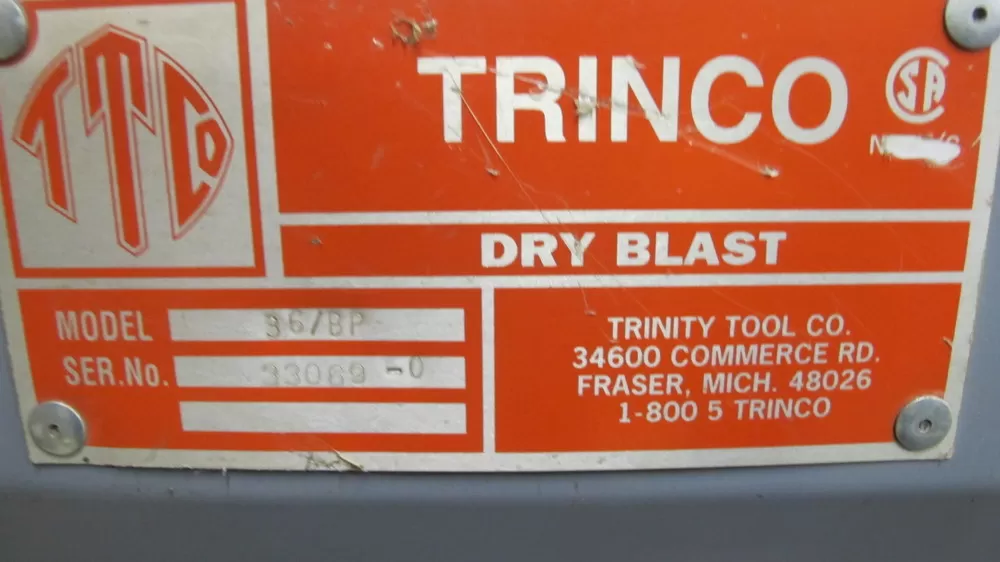 TTCO
TRINCO
CSA
DRY BLAST
MODEL 36/BP
SER.No. 33069-0
TRINITY TOOL CO.
34600 COMMERCE RD.
FRASER, MICH. 48026
1-800 5 TRINCO